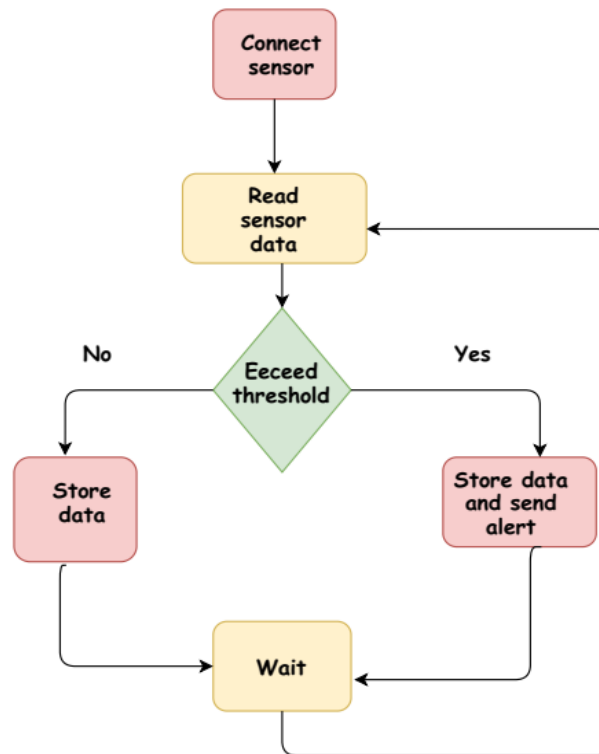 Connect
sensor
Read
sensor
data
No
Yes
Eeceed
threshold
Store
data
Store data
and send
alert
Wait